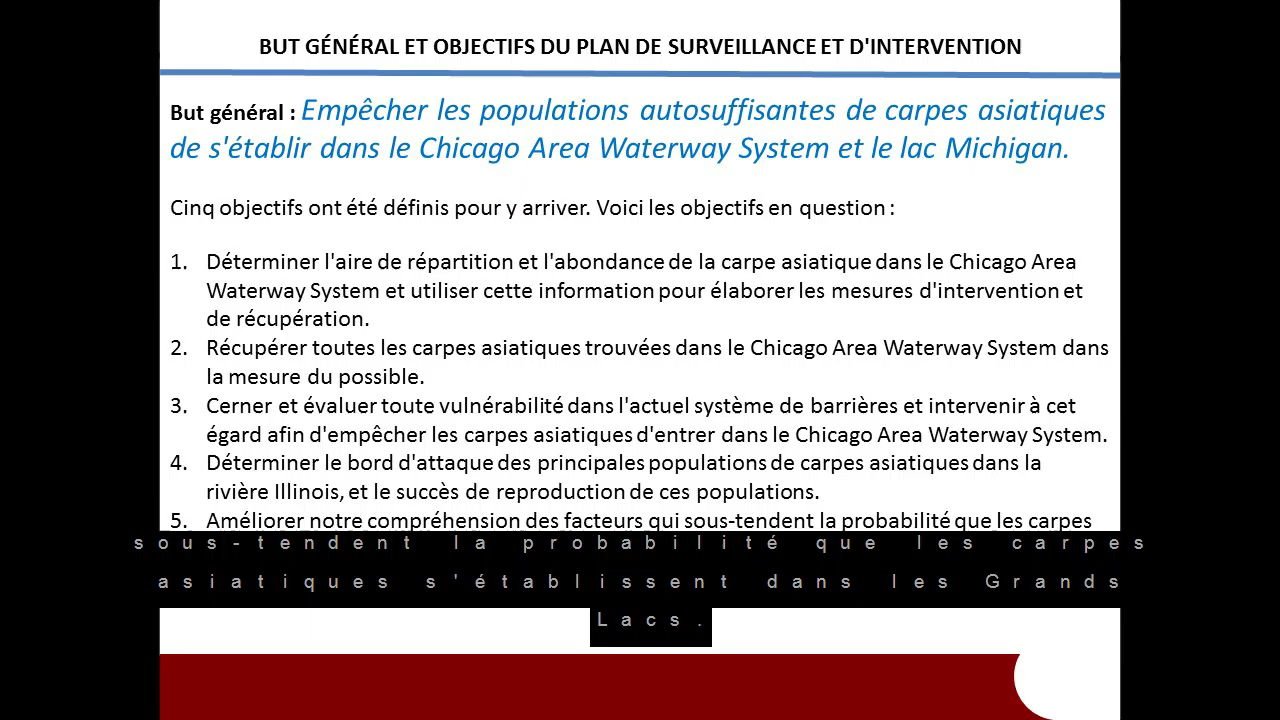 BUT GÉNÉRAL ET OBJECTIFS DU PLAN DE SURVEILLANCE ET D'INTERVENTION
But général : Empêcher les populations autosuffisantes de carpes asiatiques
de s'établir dans le Chicago Area Waterway System et le lac Michigan.
Cinq objectifs ont été définis pour y arriver. Voici les objectifs en question :
1. Déterminer l'aire de répartition et l'abondance de la carpe asiatique dans le Chicago Area
Waterway System et utiliser cette information pour élaborer les mesures d'intervention et
de récupération.
2. Récupérer toutes les carpes asiatiques trouvées dans le Chicago Area Waterway System dans
la mesure du possible.
3. Cerner et évaluer toute vulnérabilité dans l'actuel système de barrières et intervenir à cet
égard afin d'empêcher les carpes asiatiques d'entrer dans le Chicago Area Waterway System.
4. Déterminer le bord d'attaque des principales populations de carpes asiatiques dans la
rivière Illinois, et le succès de reproduction de ces populations.
5. Améliorer notre compréhension des facteurs qui sous-tendent la probabilité que les carpes
sous-tendent la probabilité que les carpes
asiatiques s'établissent dans les Grands
Lacs.